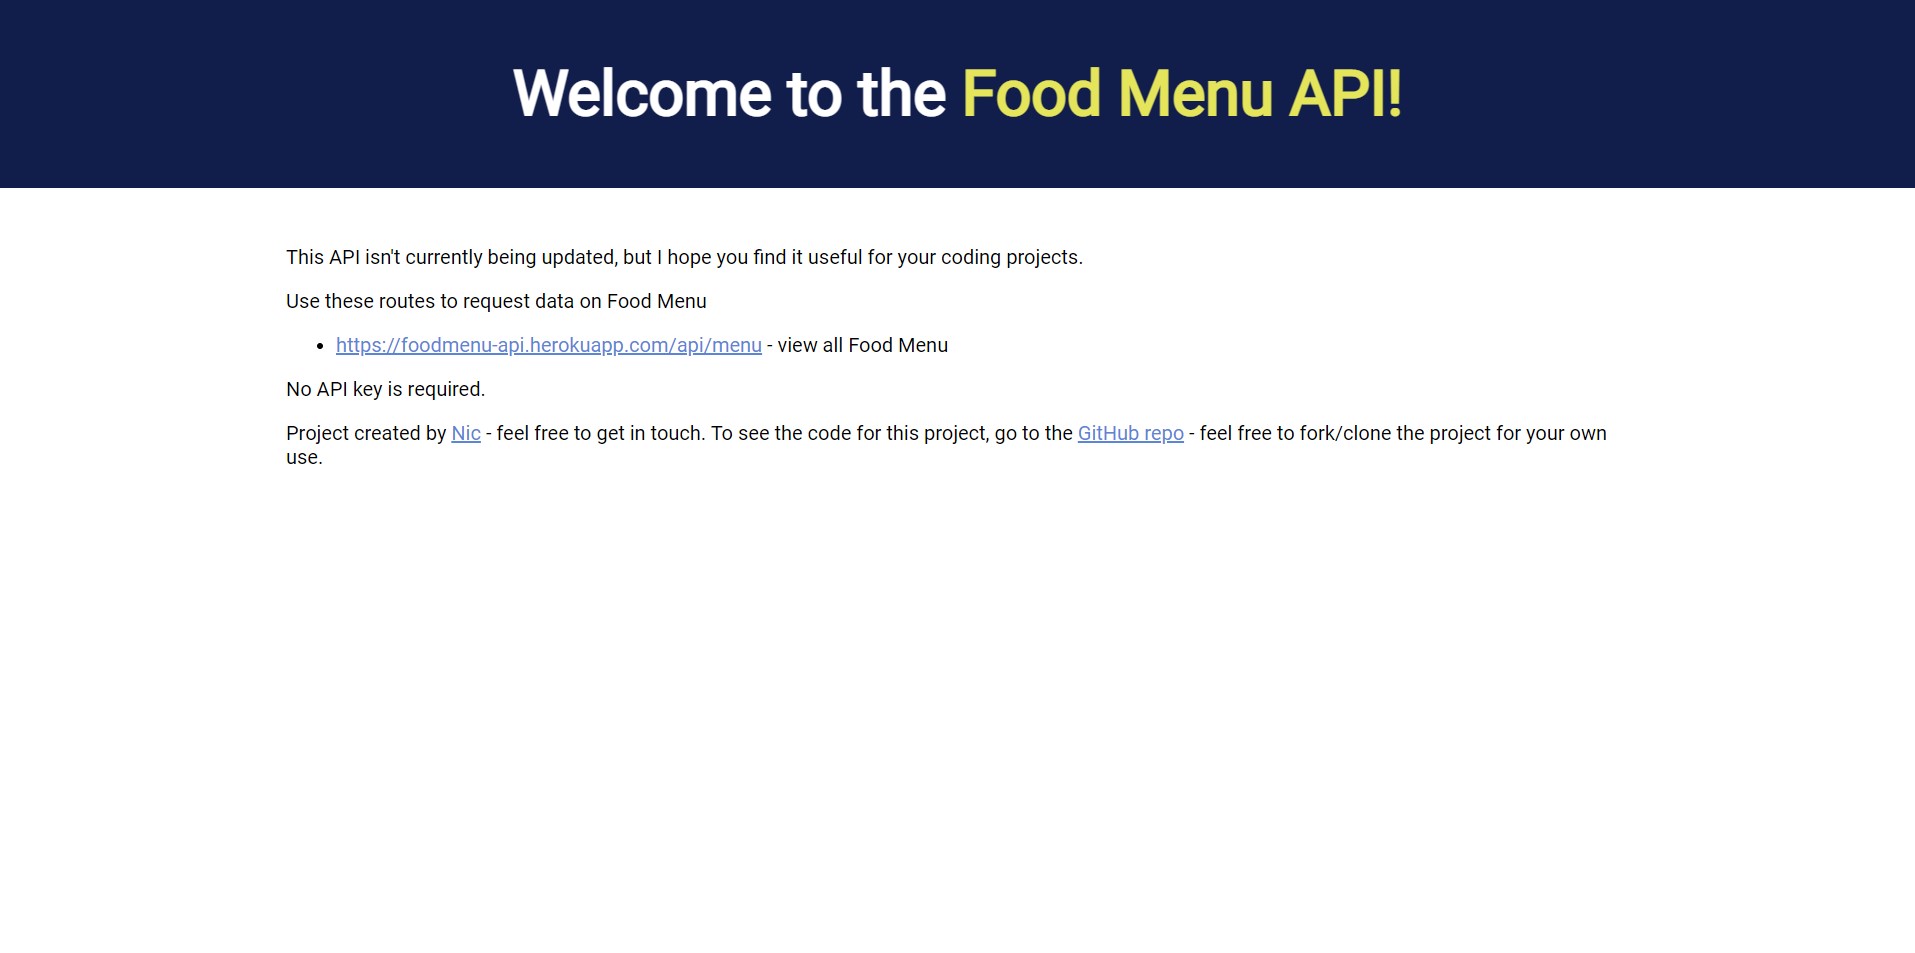 Welcome to the Food Menu API!
This API isn't currently being updated, but I hope you find it useful for your coding projects.
Use these routes to request data on Food Menu
• https://foodmenu-api.herokuapp.com/api/menu - view all Food Menu
No API key is required.
Project created by Nic - feel free to get in touch. To see the code for this project, go to the GitHub repo - feel free to fork/clone the project for your own
use.